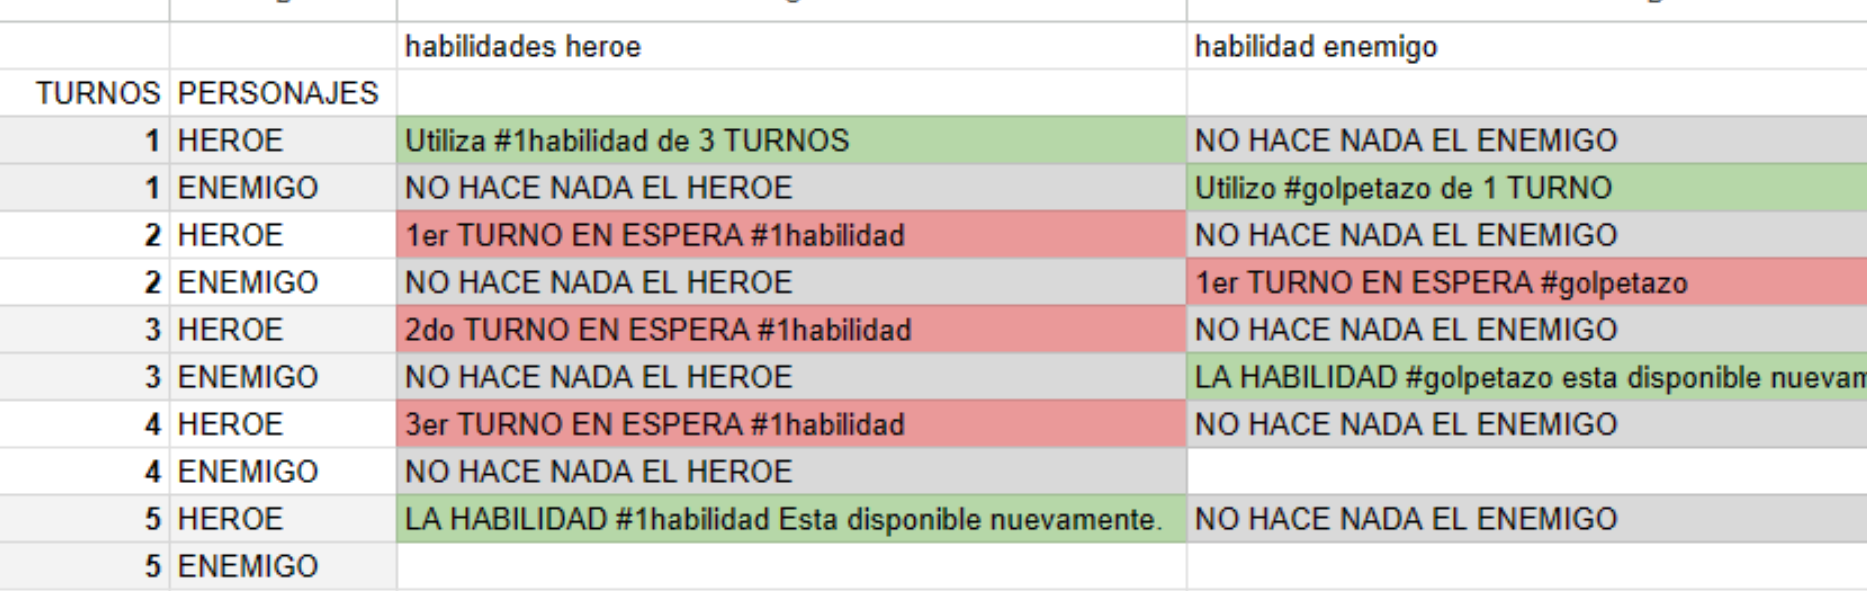 habilidades heroe habilidad enemigo
TURNOS PERSONAJES
1 HEROE Utiliza #1habilidad de 3 TURNOS NO HACE NADA EL ENEMIGO
1 ENEMIGO NO HACE NADA EL HEROE Utilizo #golpetazo de 1 TURNO
2 HEROE 1er TURNO EN ESPERA #1habilidad NO HACE NADA EL ENEMIGO
2 ENEMIGO NO HACE NADA EL HEROE 1er TURNO EN ESPERA #golpetazo
3 HEROE 2do TURNO EN ESPERA #1habilidad NO HACE NADA EL ENEMIGO
3 ENEMIGO NO HACE NADA EL HEROE LA HABILIDAD #golpetazo esta disponible
4 HEROE 3er TURNO EN ESPERA #1habilidad NO HACE NADA EL ENEMIGO
4 ENEMIGO NO HACE NADA EL HEROE
5 HEROE LA HABILIDAD #1habilidad Esta disponible nuevamente. NO HACE NADA EL ENEMIGO
5 ENEMIGO